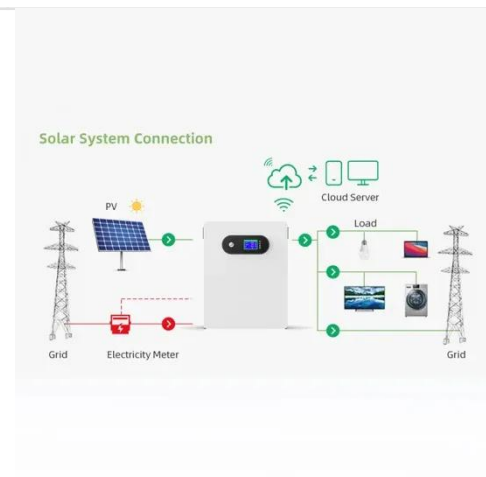 Solar System Connection
Cloud Server
PV
Load
Grid
Electricity Meter
Grid